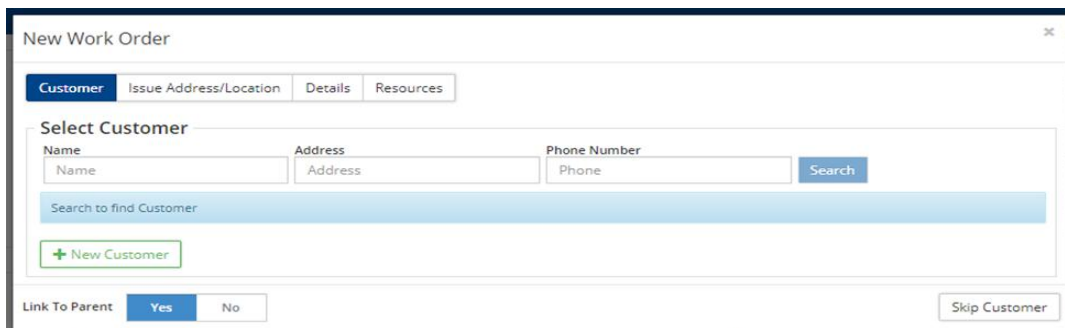 New Work Order ×
Customer Issue Address/Location Details Resources
Select Customer
Name Address Phone Number
Name Address Phone Search
Search to find Customer
+ New Customer
Link To Parent Yes No Skip Customer